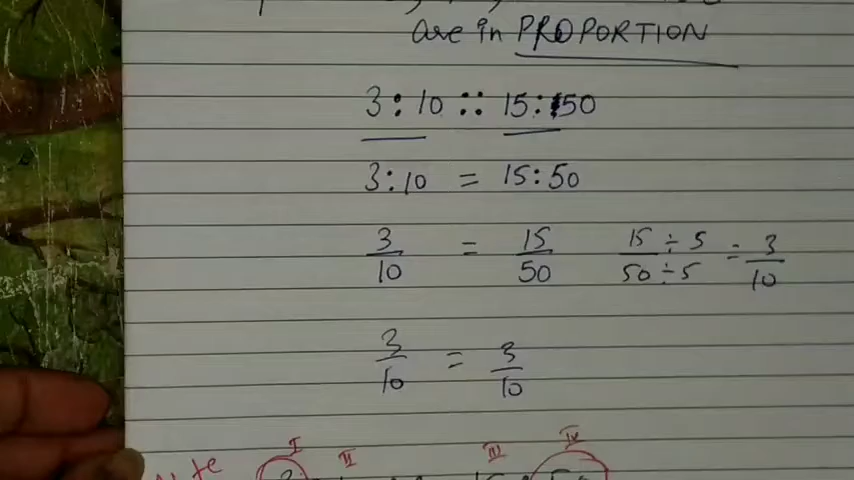 are in PROPORTION
3 : 10 :: 15 : 50
3 : 10 = 15 : 50
3/10 = 15/50 15÷5/50÷5 = 3/10
3/10 = 3/10
I II III IV
Note